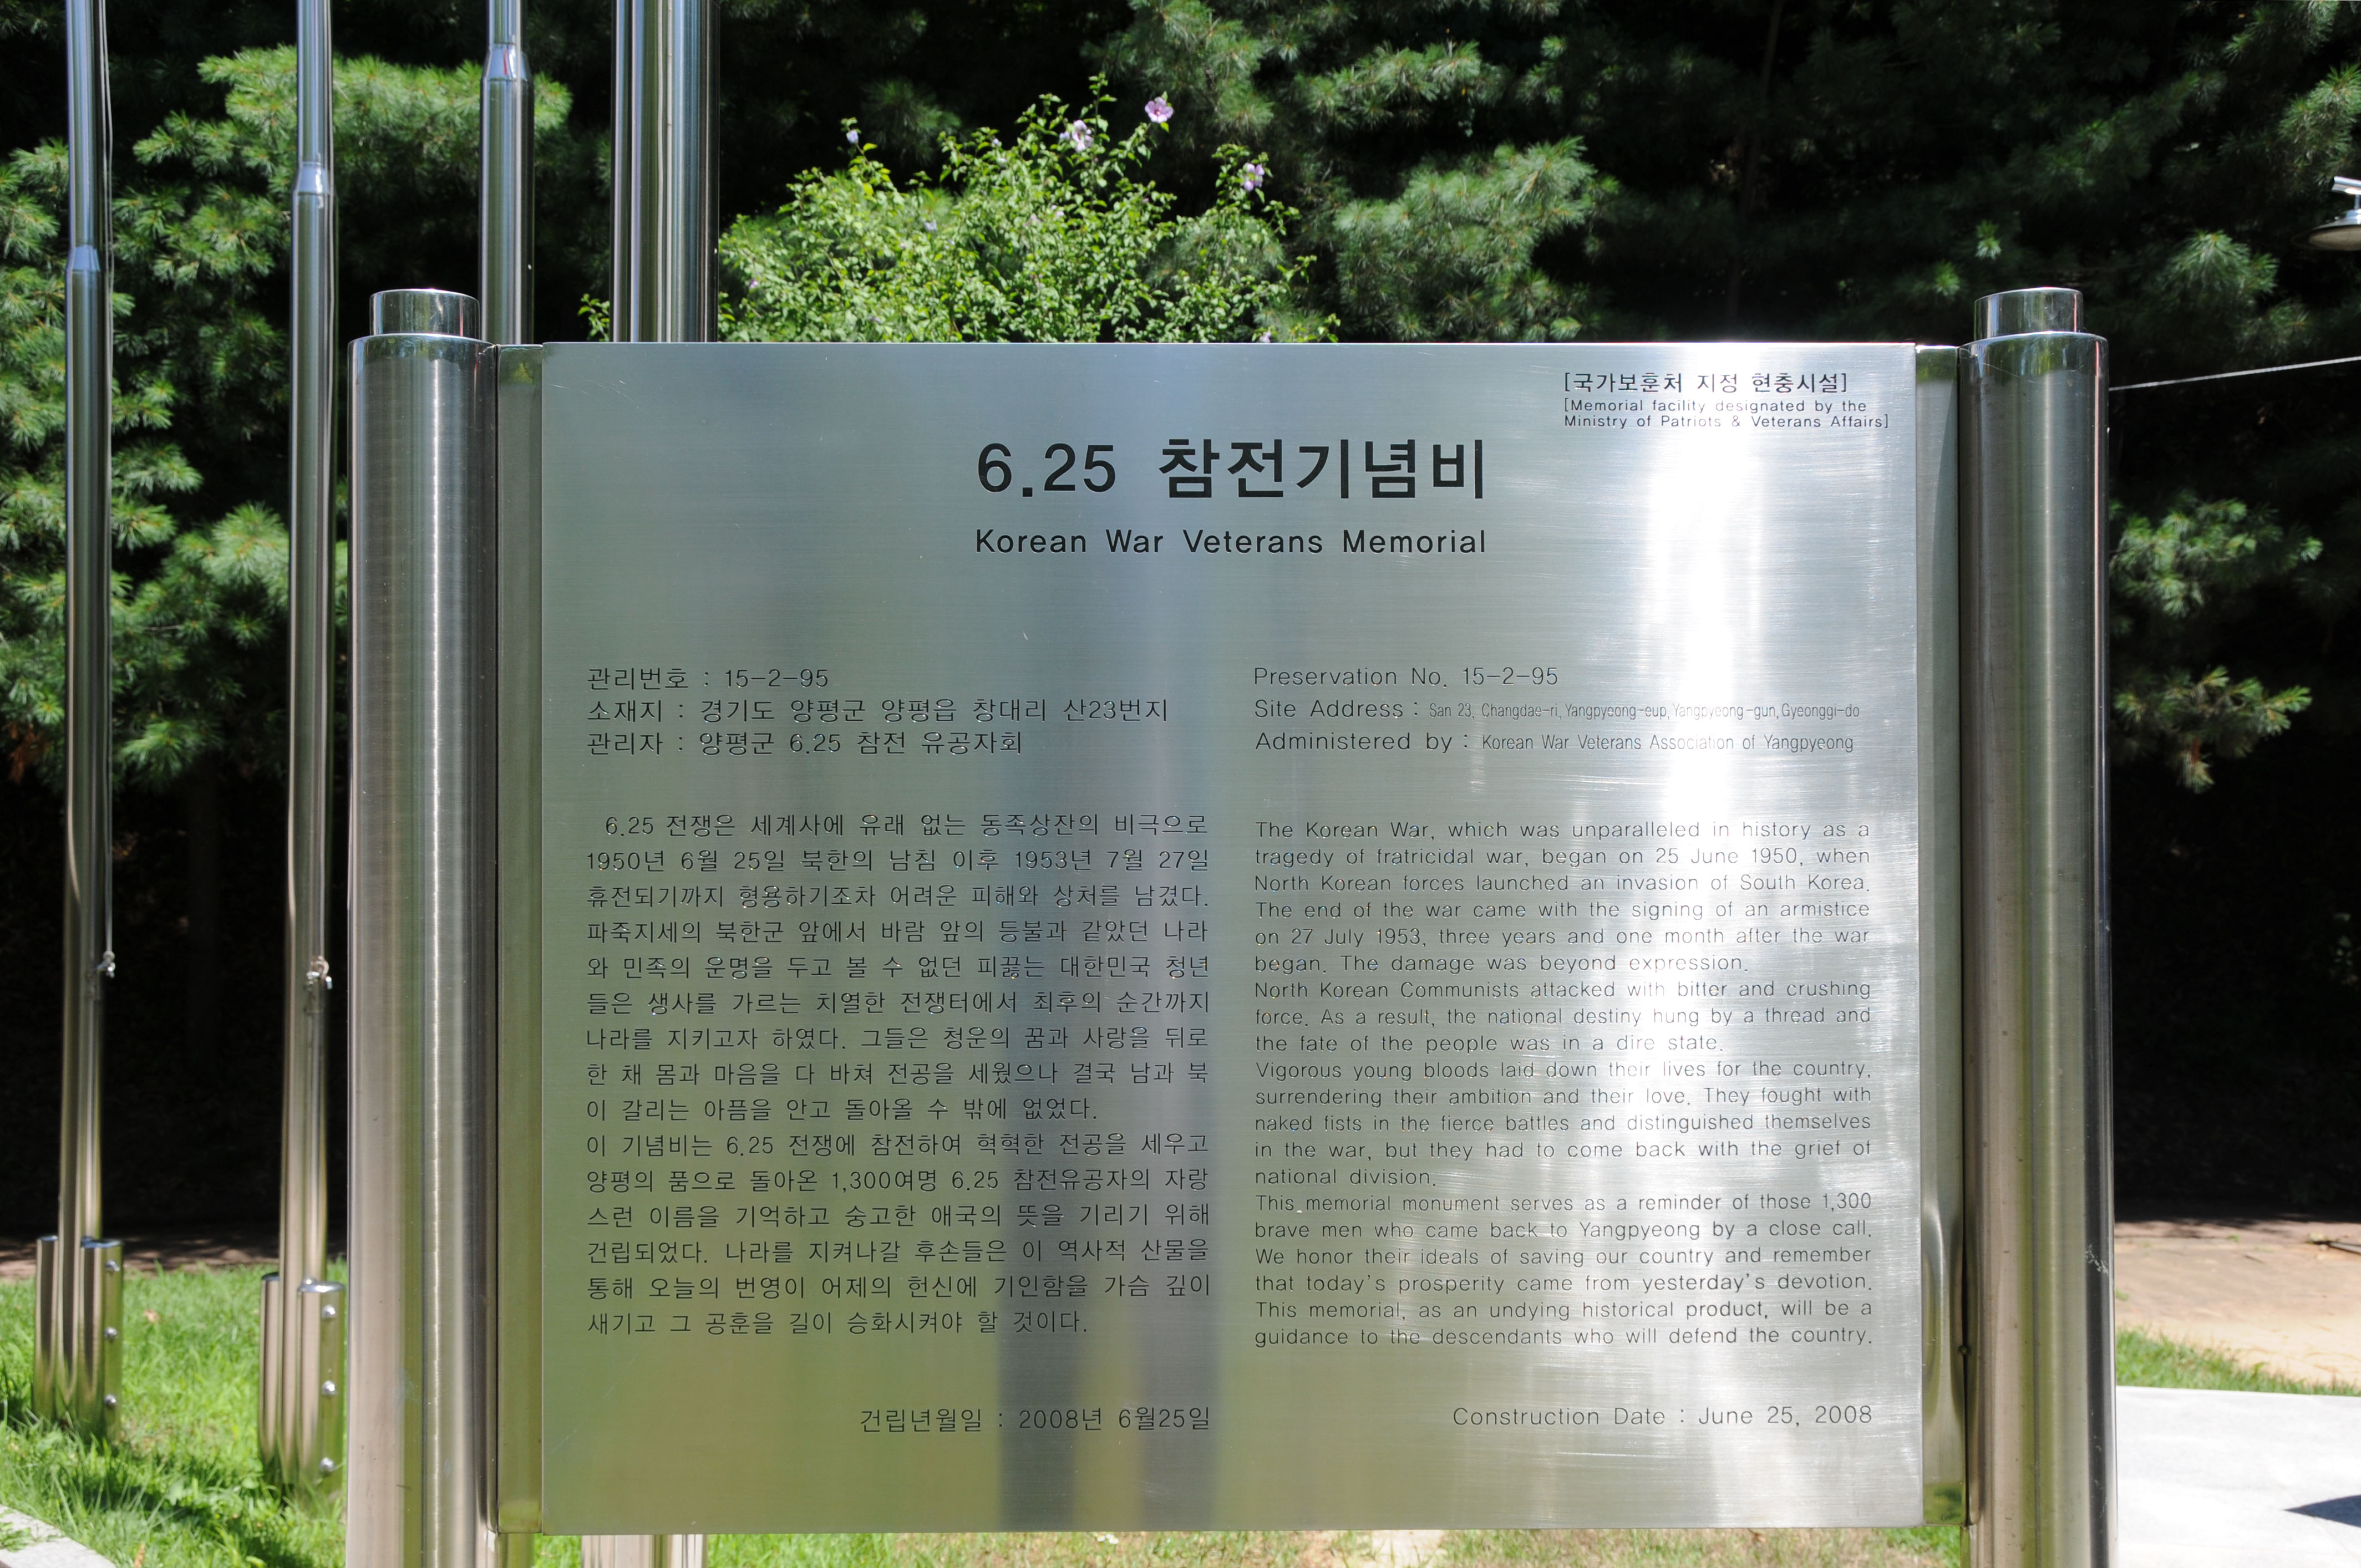 [국가보훈처 지정 현충시설]
[Memorial facility designated by the
Ministry of Patriots & Veterans Affairs]
6.25 참전기념비
Korean War Veterans Memorial
관리번호 : 15-2-95
소재지 : 경기도 양평군 양평읍 창대리 산23번지
관리자 : 양평군 6.25 참전 유공자회
6.25 전쟁은 세계사에 유래 없는 동족상잔의 비극으로
1950년 6월 25일 북한의 남침 이후 1953년 7월 27일
휴전되기까지 형용하기조차 어려운 피해와 상처를 남겼다.
파죽지세의 북한군 앞에서 바람 앞의 등불과 같았던 나라
와 민족의 운명을 두고 볼 수 없던 피끓는 대한민국 청년
들은 생사를 가르는 치열한 전쟁터에서 최후의 순간까지
나라를 지키고자 하였다. 그들은 청운의 꿈과 사랑을 뒤로
한 채 몸과 마음을 다 바쳐 전공을 세웠으나 결국 남과 북
이 갈리는 아픔을 안고 돌아올 수 밖에 없었다.
이 기념비는 6.25 전쟁에 참전하여 혁혁한 전공을 세우고
양평의 품으로 돌아온 1,300여명 6.25 참전유공자의 자랑
스런 이름을 기억하고 숭고한 애국의 뜻을 기리기 위해
건립되었다. 나라를 지켜나갈 후손들은 이 역사적 산물을
통해 오늘의 번영이 어제의 헌신에 기인함을 가슴 깊이
새기고 그 공훈을 길이 승화시켜야 할 것이다.
건립년월일 : 2008년 6월25일
Preservation No. 15-2-95
Site Address : San 23, Changdae-ri, Yangpyeong-eup, Yangpyeong-gun, Gyeonggi-do
Administered by : Korean War Veterans Association of Yangpyeong
The Korean War, which was unparalleled in history as a
tragedy of fratricidal war, began on 25 June 1950, when
North Korean forces launched an invasion of South Korea.
The end of the war came with the signing of an armistice
on 27 July 1953, three years and one month after the war
began. The damage was beyond expression.
North Korean Communists attacked with bitter and crushing
force. As a result, the national destiny hung by a thread and
the fate of the people was in a dire state.
Vigorous young bloods laid down their lives for the country,
surrendering their ambition and their love. They fought with
naked fists in the fierce battles and distinguished themselves
in the war, but they had to come back with the grief of
national division.
This memorial monument serves as a reminder of those 1,300
brave men who came back to Yangpyeong by a close call.
We honor their ideals of saving our country and remember
that today's prosperity came from yesterday's devotion.
This memorial, as an undying historical product, will be a
guidance to the descendants who will defend the country.
Construction Date : June 25, 2008